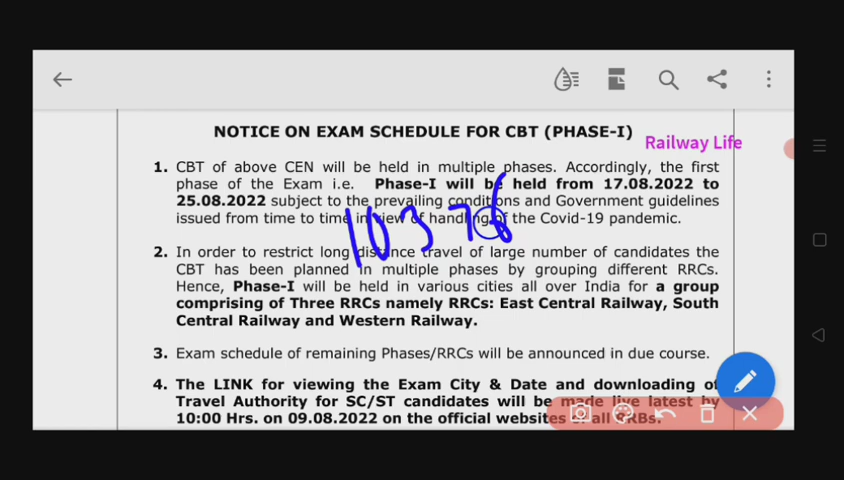 NOTICE ON EXAM SCHEDULE FOR CBT (PHASE-I)
Railway Life
1. CBT of above CEN will be held in multiple phases. Accordingly, the first
phase of the Exam i.e. Phase-I will be held from 17.08.2022 to
25.08.2022 subject to the prevailing conditions and Government guidelines
issued from time to time in view of handling of the Covid-19 pandemic.
10376
2. In order to restrict long distance travel of large number of candidates the
CBT has been planned in multiple phases by grouping different RRCs.
Hence, Phase-I will be held in various cities all over India for a group
comprising of Three RRCs namely RRCs: East Central Railway, South
Central Railway and Western Railway.
3. Exam schedule of remaining Phases/RRCs will be announced in due course.
4. The LINK for viewing the Exam City & Date and downloading of
Travel Authority for SC/ST candidates will be made live latest by
10:00 Hrs. on 09.08.2022 on the official websites of all RRBs.